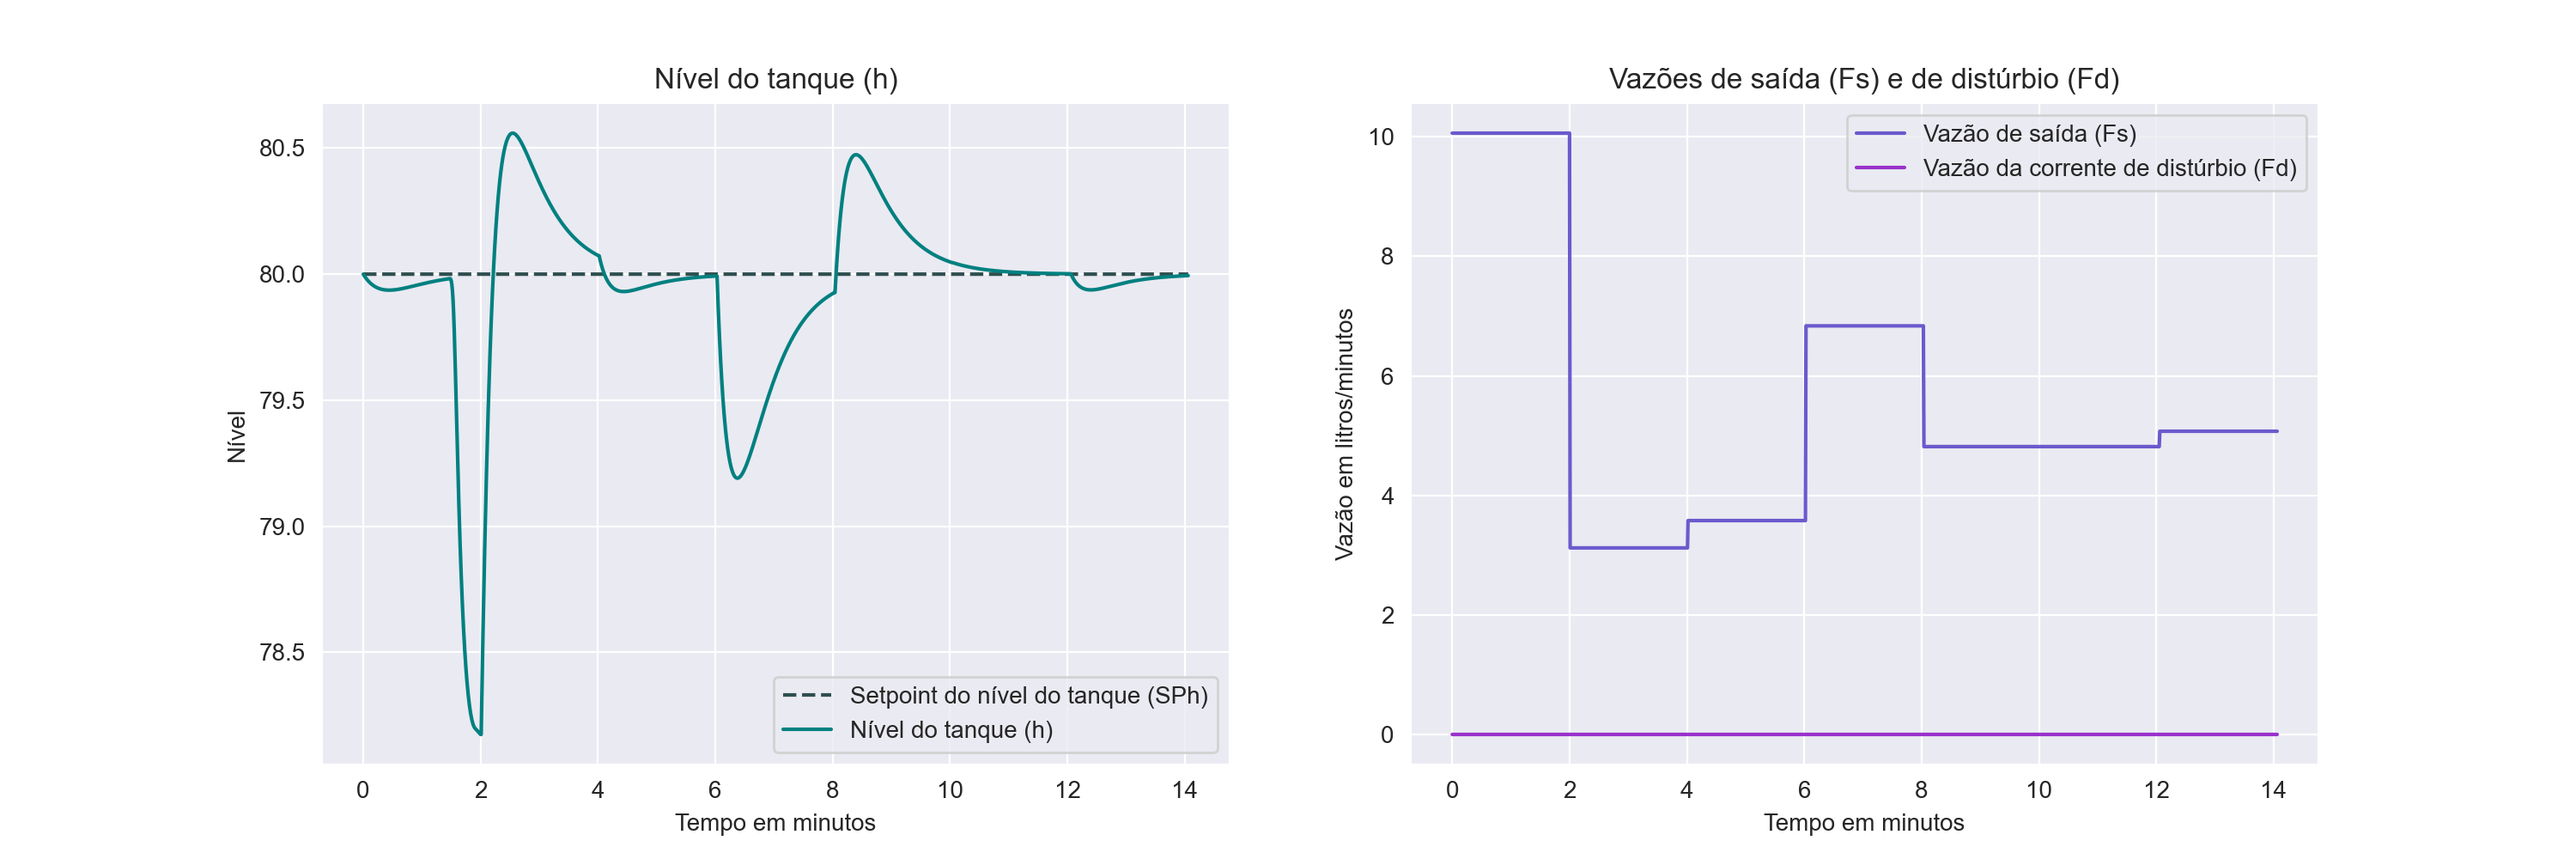 Nível do tanque (h)
80.5
80.0
79.5
79.0
78.5
Nível
Setpoint do nível do tanque (SPh)
Nível do tanque (h)
0 2 4 6 8 10 12 14
Tempo em minutos
Vazões de saída (Fs) e de distúrbio (Fd)
10
8
6
4
2
0
Vazão em litros/minutos
Vazão de saída (Fs)
Vazão da corrente de distúrbio (Fd)
0 2 4 6 8 10 12 14
Tempo em minutos